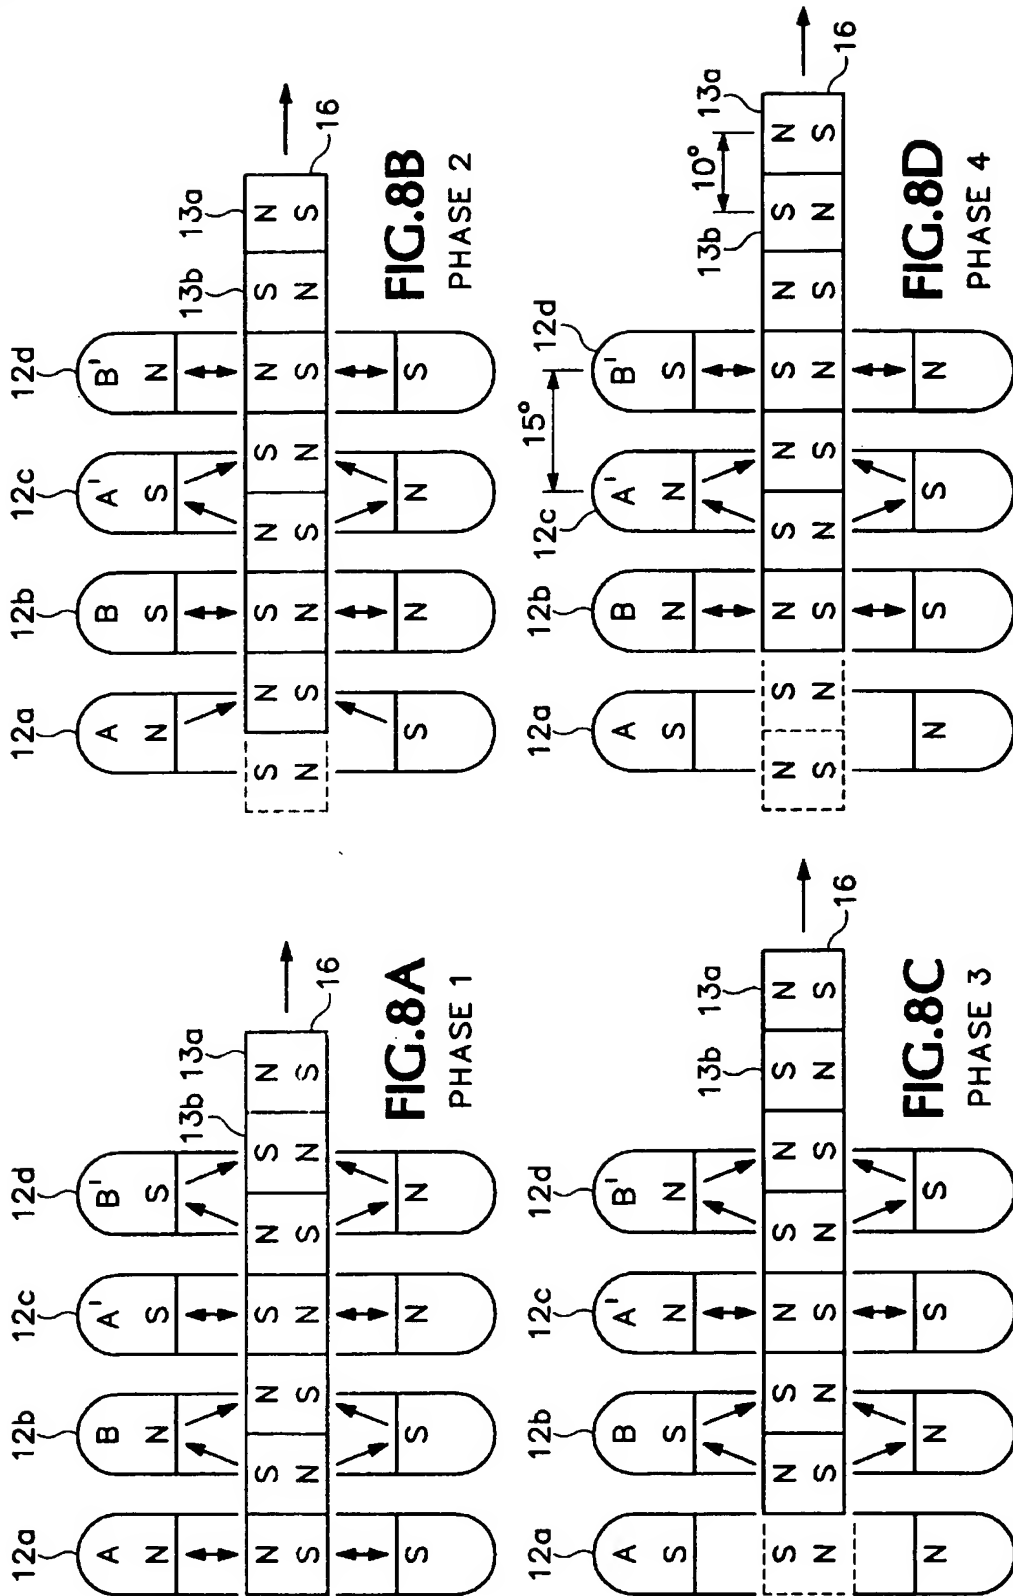 12a 12b 12c 12d
A B A' B'
N N S S
13b 13a
N S N S N S N
S N S N S N S
16
S S N N
FIG.8A
PHASE 1
12a 12b 12c 12d
A B A' B'
N S S N
13b 13a
S N S N S N S N
N S N S N S N S
16
S N N S
FIG.8B
PHASE 2
12a 12b 12c 12d
A B A' B'
S S N N
13b 13a
S N S N S N S N
N S N S N S N S
16
N N S S
FIG.8C
PHASE 3
12a 12b 12c 15° 12d
A B A' B'
S N N S
13b 10° 13a
N S N S N S N S N
S N S N S N S N S
16
N S S N
FIG.8D
PHASE 4